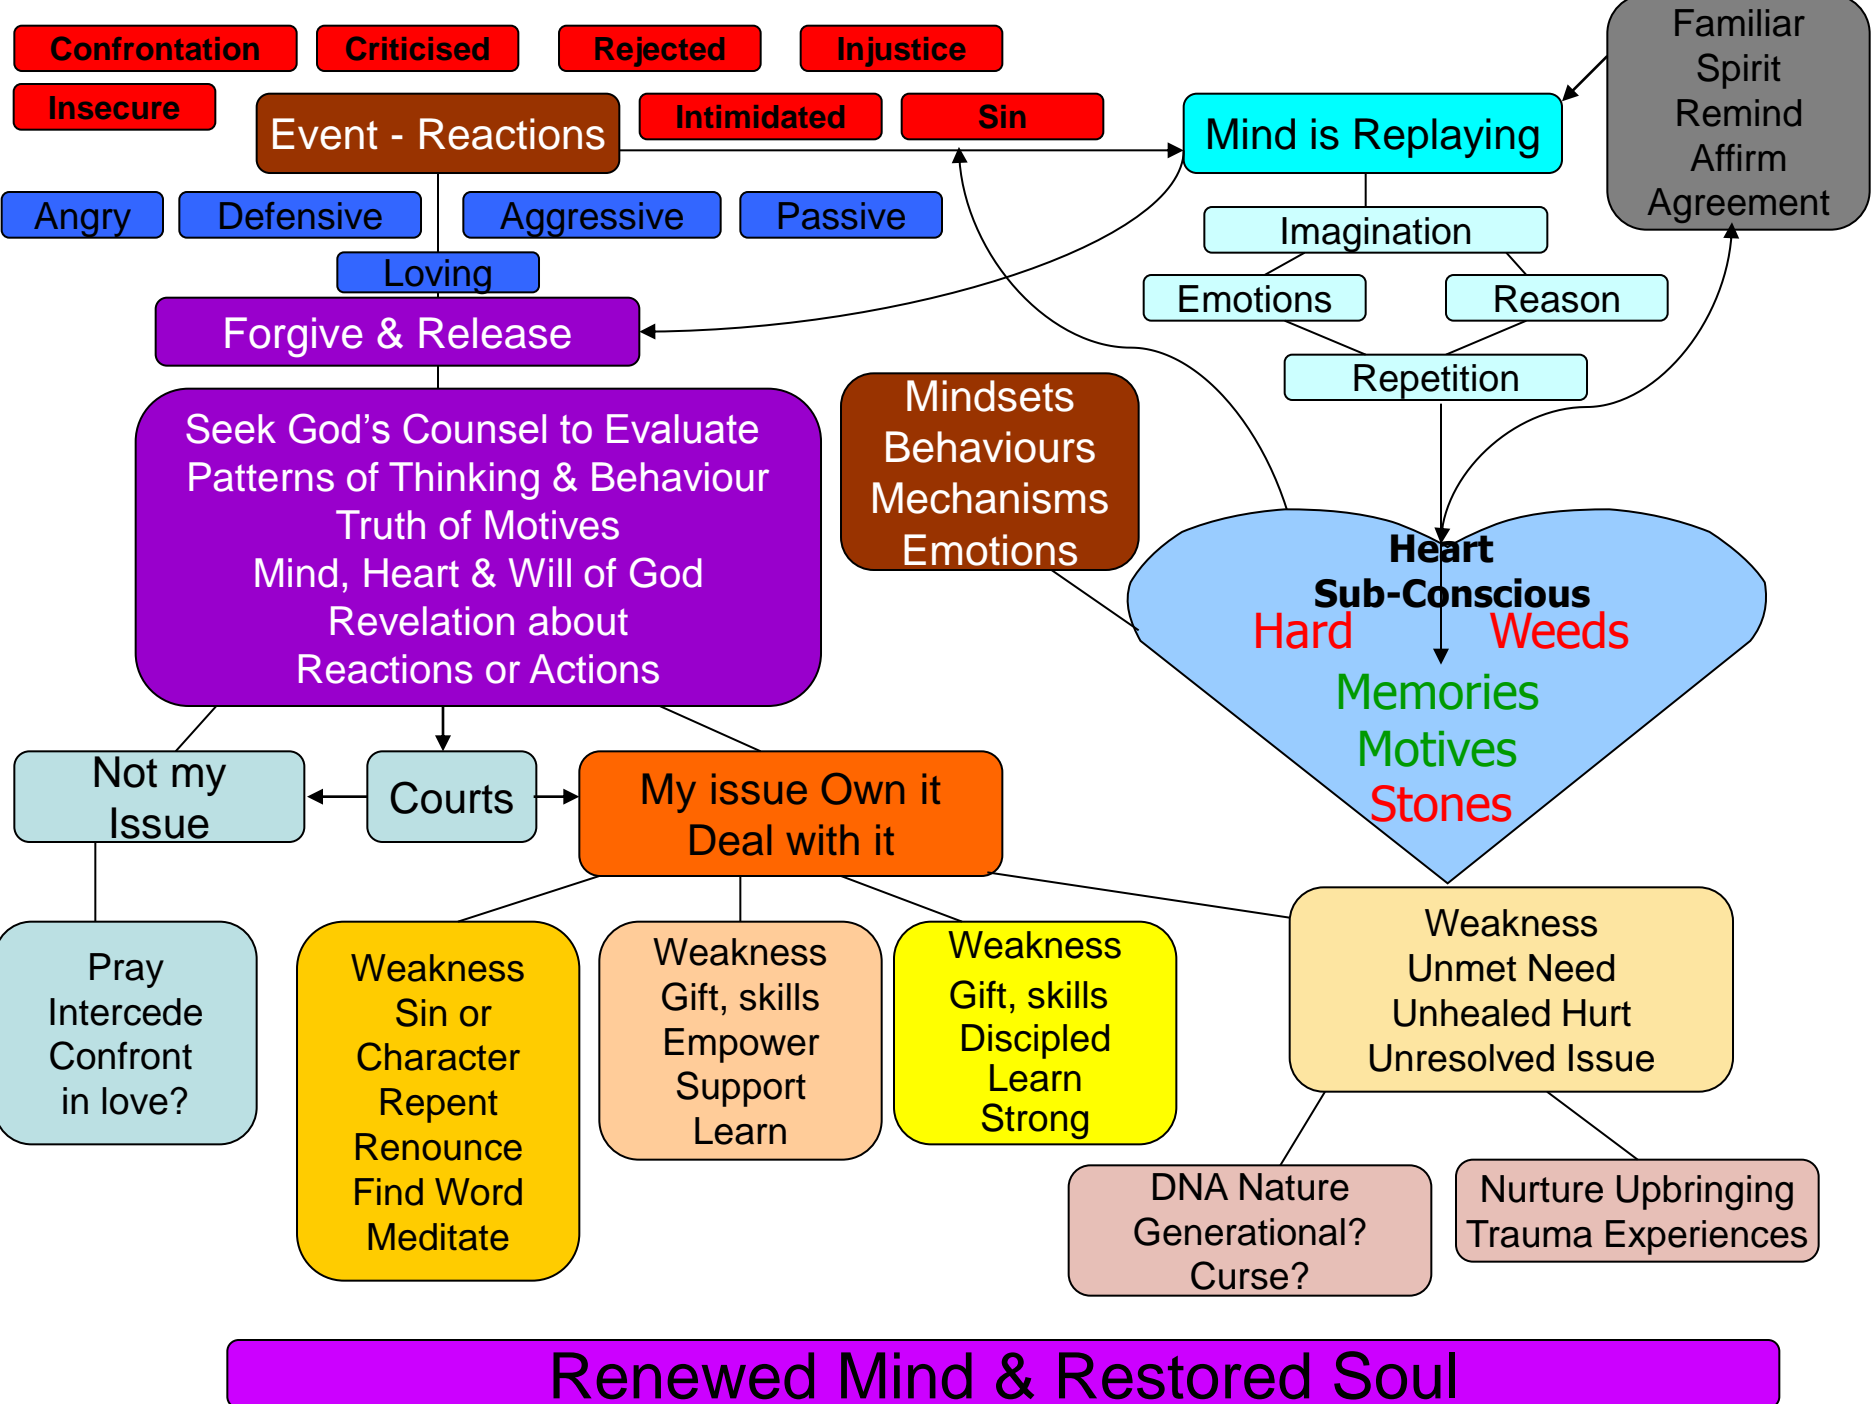 Confrontation
Criticised
Rejected
Injustice
Insecure
Event - Reactions
Intimidated
Sin
Mind is Replaying
Familiar
Spirit
Remind
Affirm
Agreement
Angry
Defensive
Aggressive
Passive
Loving
Imagination
Emotions
Reason
Repetition
Forgive & Release
Seek God's Counsel to Evaluate
Patterns of Thinking & Behaviour
Truth of Motives
Mind, Heart & Will of God
Revelation about
Reactions or Actions
Mindsets
Behaviours
Mechanisms
Emotions
Heart
Sub-Conscious
Hard
Weeds
Memories
Motives
Stones
Not my
Issue
Courts
My issue Own it
Deal with it
Pray
Intercede
Confront
in love?
Weakness
Sin or
Character
Repent
Renounce
Find Word
Meditate
Weakness
Gift, skills
Empower
Support
Learn
Weakness
Gift, skills
Discipled
Learn
Strong
Weakness
Unmet Need
Unhealed Hurt
Unresolved Issue
DNA Nature
Generational?
Curse?
Nurture Upbringing
Trauma Experiences
Renewed Mind & Restored Soul